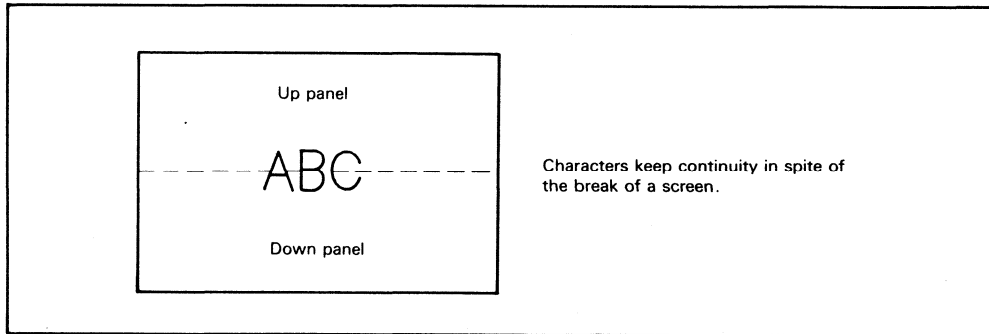 Up panel
ABC
Characters keep continuity in spite of
the break of a screen.
Down panel